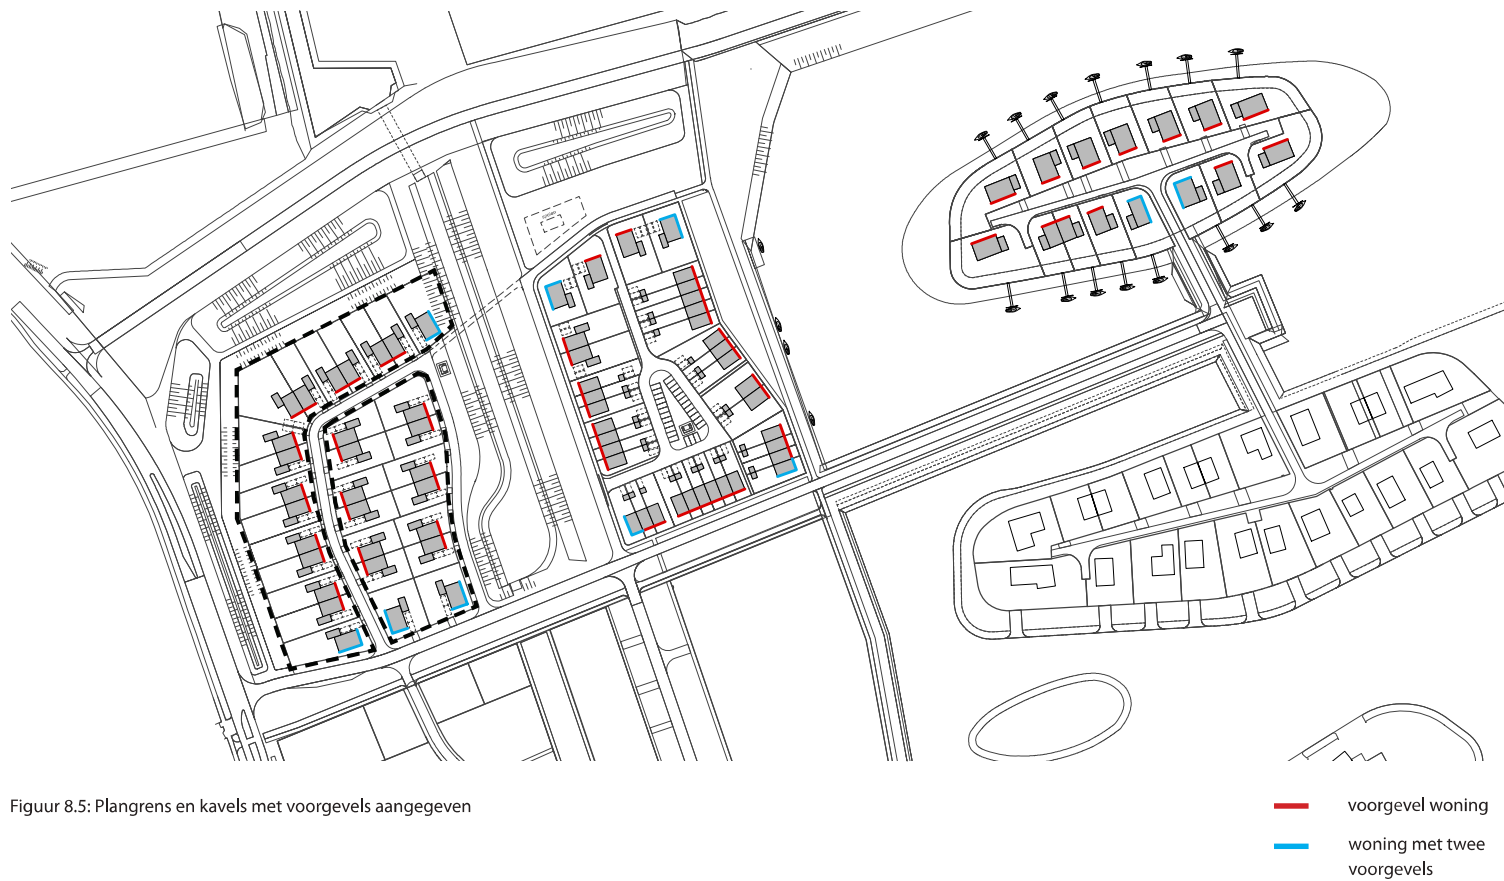 Figuur 8.5: Plangrens en kavels met voorgevels aangegeven
voorgevel woning
woning met twee
voorgevels